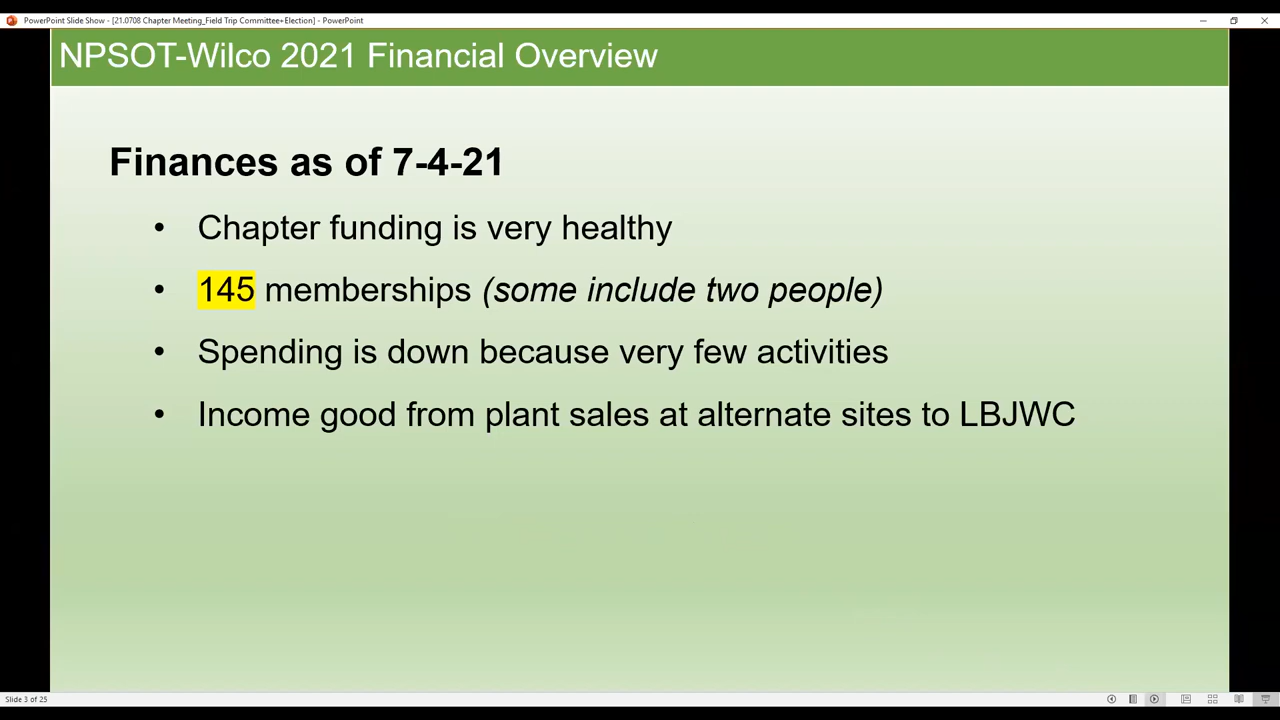 PowerPoint Slide Show - [21.0708 Chapter Meeting_Field Trip Committee+Election] - PowerPoint
NPSOT-Wilco 2021 Financial Overview
Finances as of 7-4-21
• Chapter funding is very healthy
• 145 memberships (some include two people)
• Spending is down because very few activities
• Income good from plant sales at alternate sites to LBJWC
Slide 3 of 25